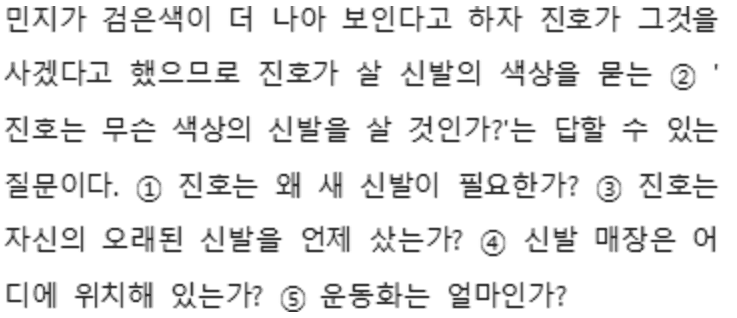 민지가 검은색이 더 나아 보인다고 하자 진호가 그것을
사겠다고 했으므로 진호가 살 신발의 색상을 묻는 ② '
진호는 무슨 색상의 신발을 살 것인가?'는 답할 수 있는
질문이다. ① 진호는 왜 새 신발이 필요한가? ③ 진호는
자신의 오래된 신발을 언제 샀는가? ④ 신발 매장은 어
디에 위치해 있는가? ⑤ 운동화는 얼마인가?